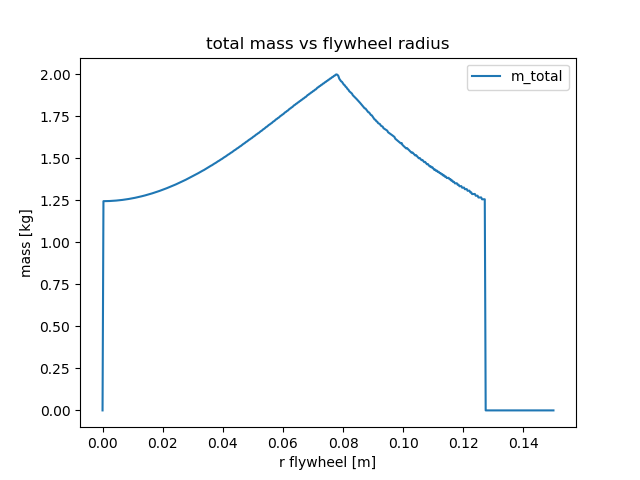 total mass vs flywheel radius
m_total
2.00
1.75
1.50
1.25
1.00
0.75
0.50
0.25
0.00
mass [kg]
0.00 0.02 0.04 0.06 0.08 0.10 0.12 0.14
r flywheel [m]